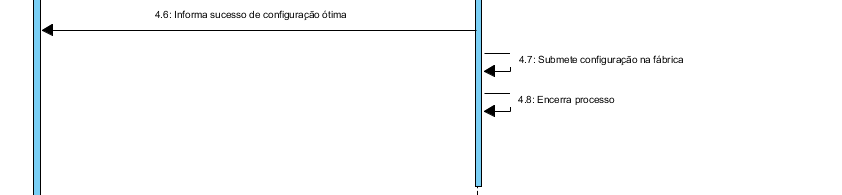 4.6: Informa sucesso de configuração ótima
4.7: Submete configuração na fábrica
4.8: Encerra processo